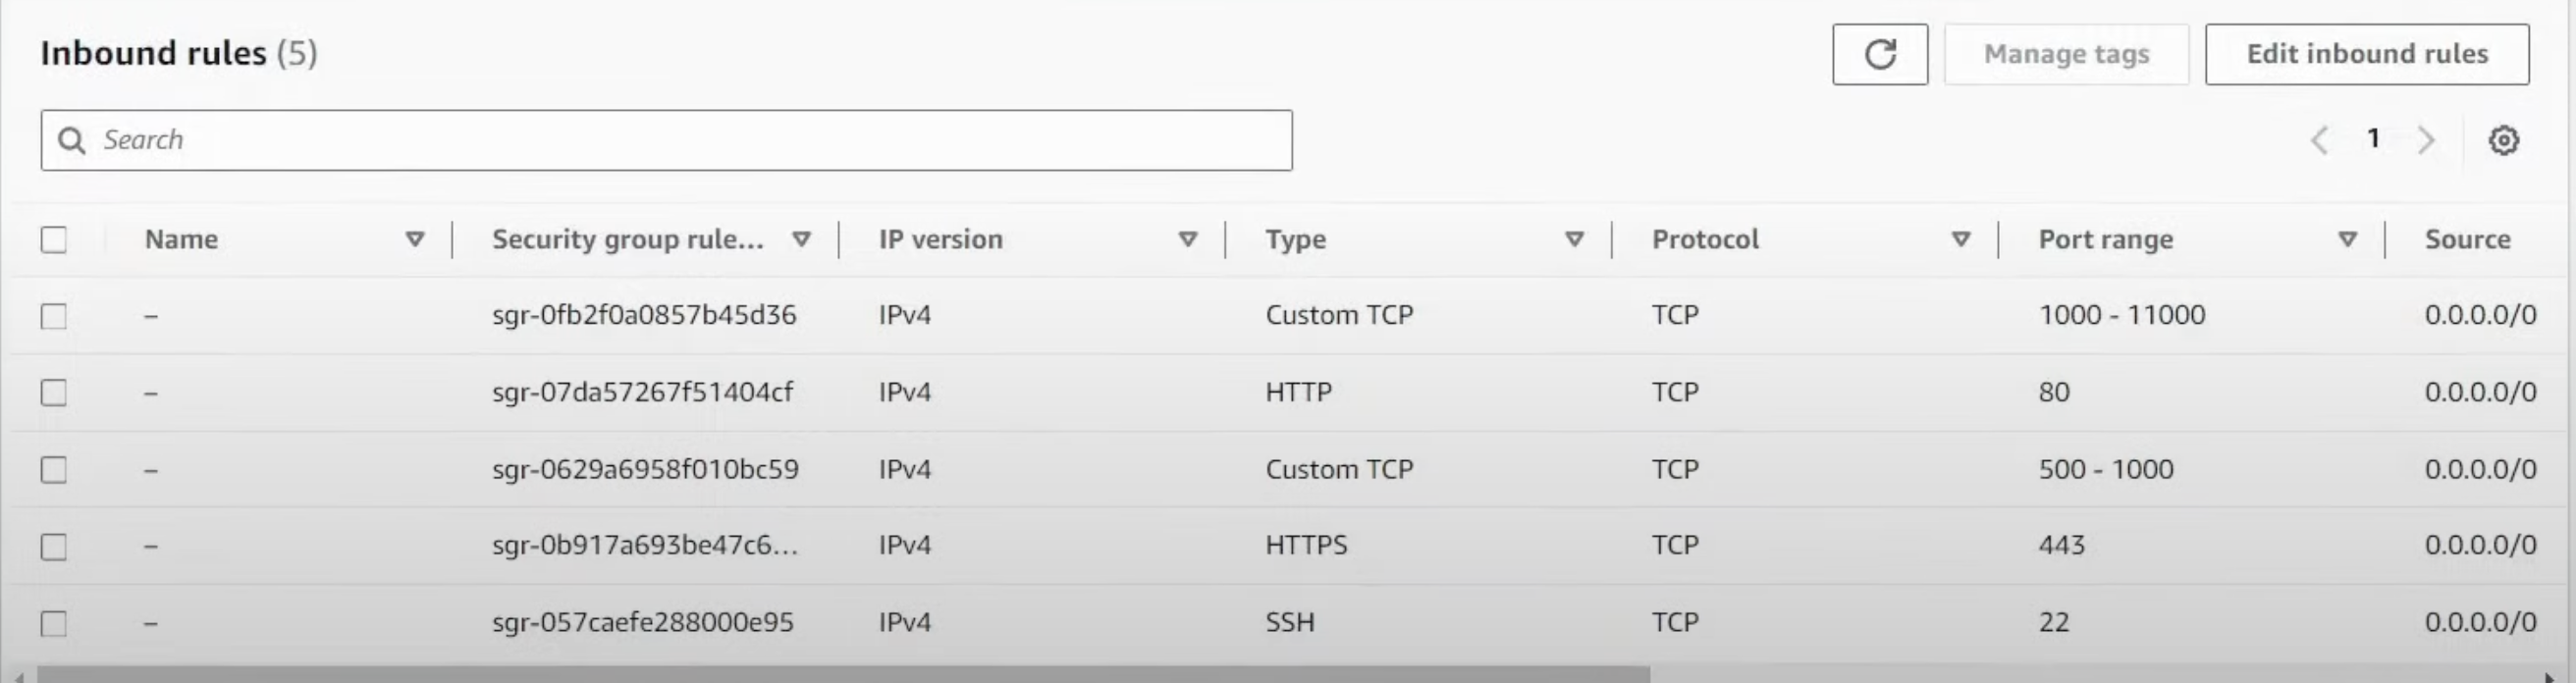 Inbound rules (5)
Manage tags
Edit inbound rules
Search
1
Name Security group rule... IP version Type Protocol Port range Source
– sgr-0fb2f0a0857b45d36 IPv4 Custom TCP TCP 1000 - 11000 0.0.0.0/0
– sgr-07da57267f51404cf IPv4 HTTP TCP 80 0.0.0.0/0
– sgr-0629a6958f010bc59 IPv4 Custom TCP TCP 500 - 1000 0.0.0.0/0
– sgr-0b917a693be47c6... IPv4 HTTPS TCP 443 0.0.0.0/0
– sgr-057caefe288000e95 IPv4 SSH TCP 22 0.0.0.0/0